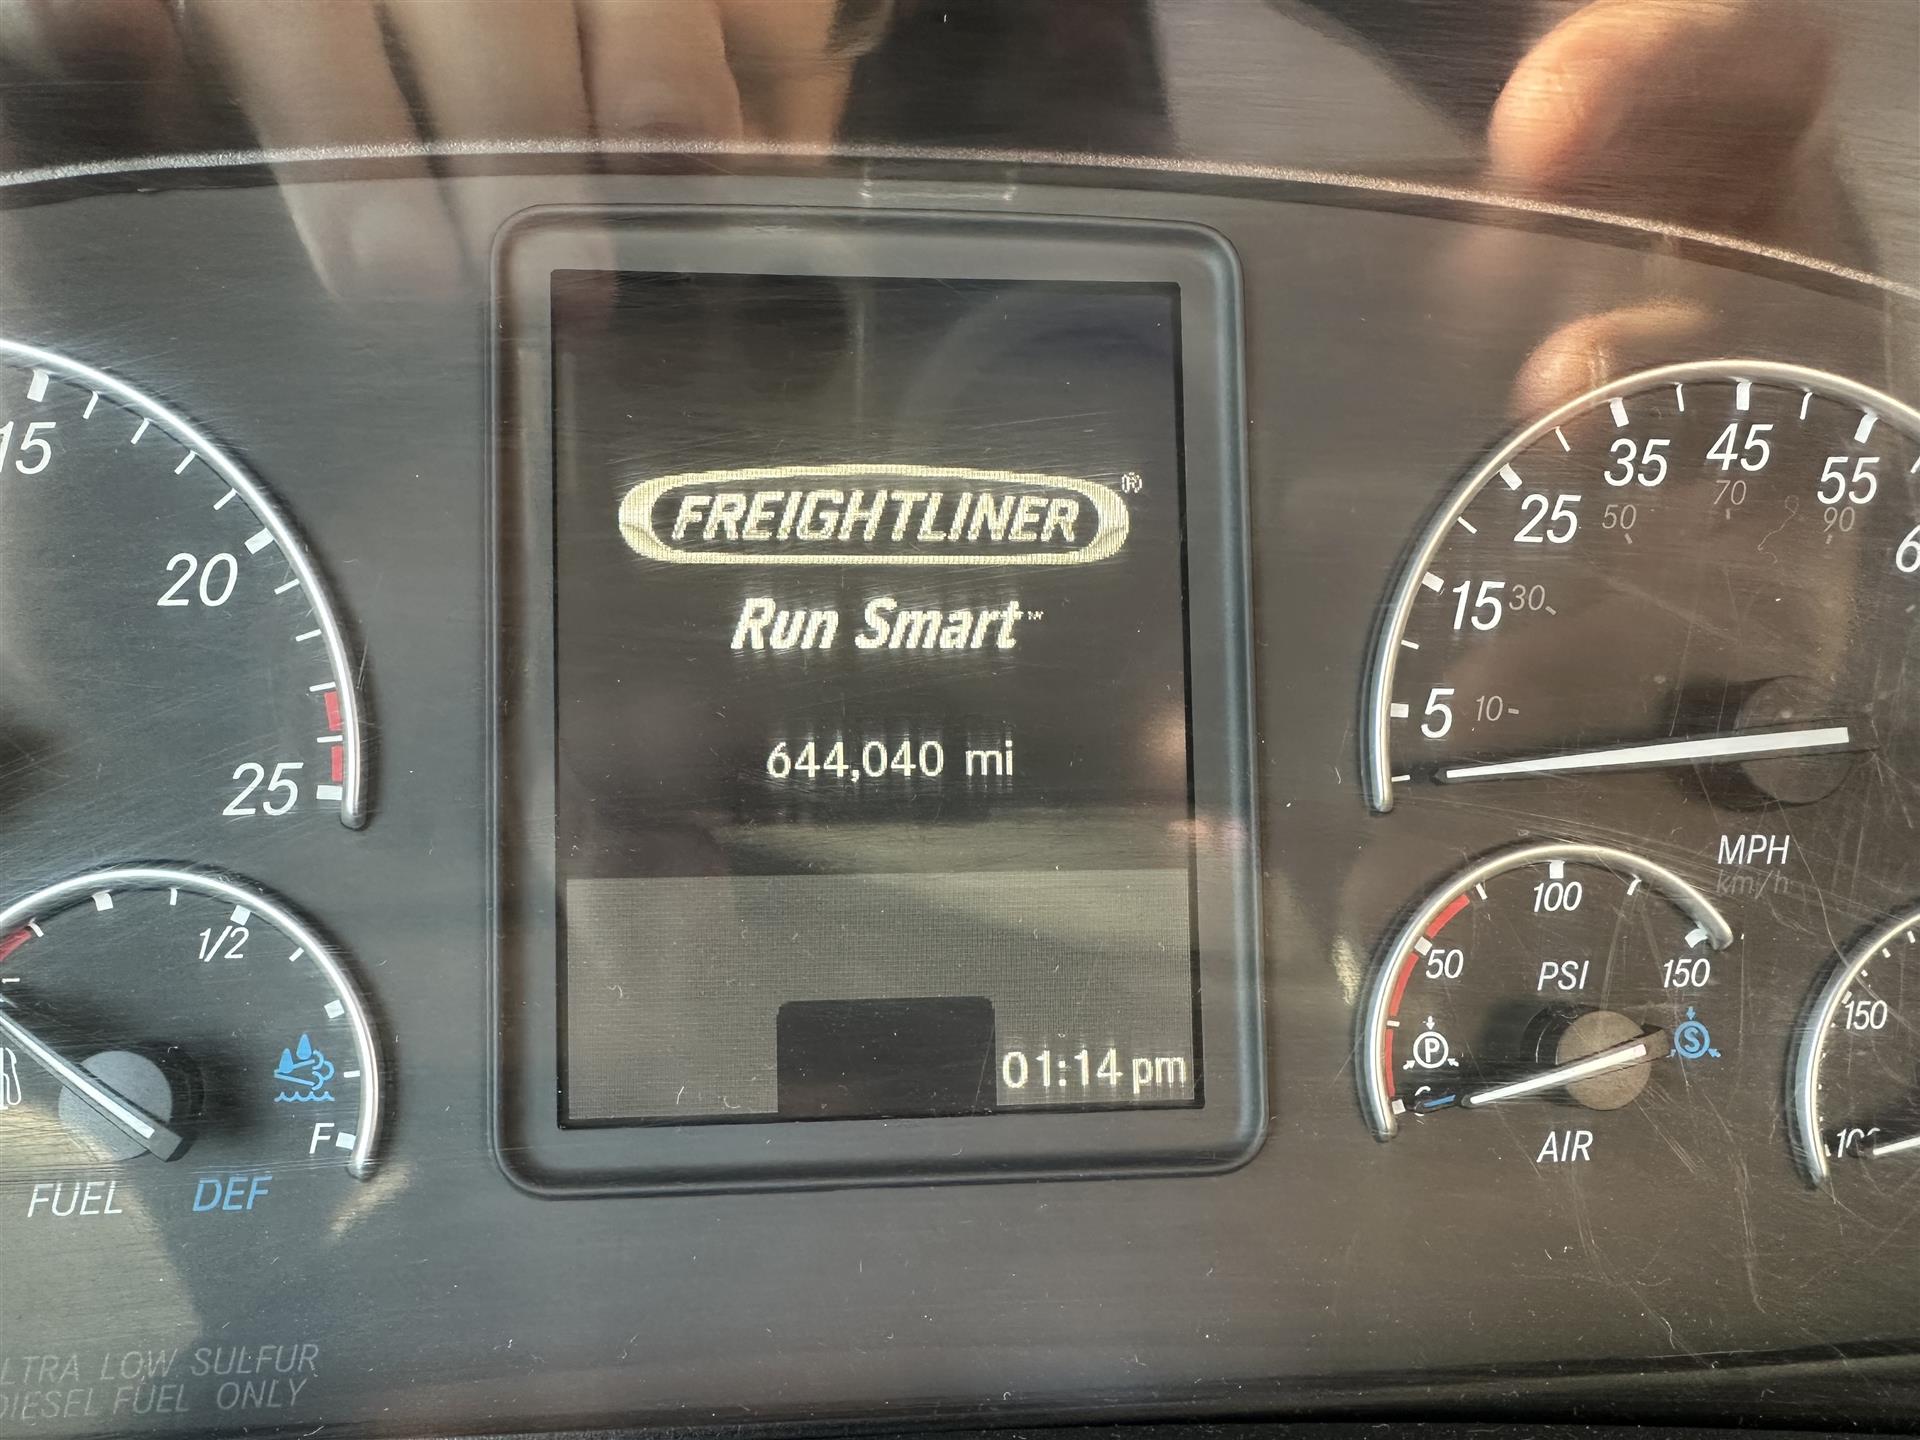 15
20
25
1/2
F
FUEL
DEF
ULTRA LOW SULFUR
DIESEL FUEL ONLY
FREIGHTLINER®
Run Smart™
644,040 mi
01:14 pm
5
10
15
30
25
35
50
45
70
55
90
MPH
km/h
50
100
150
PSI
P
S
AIR
150